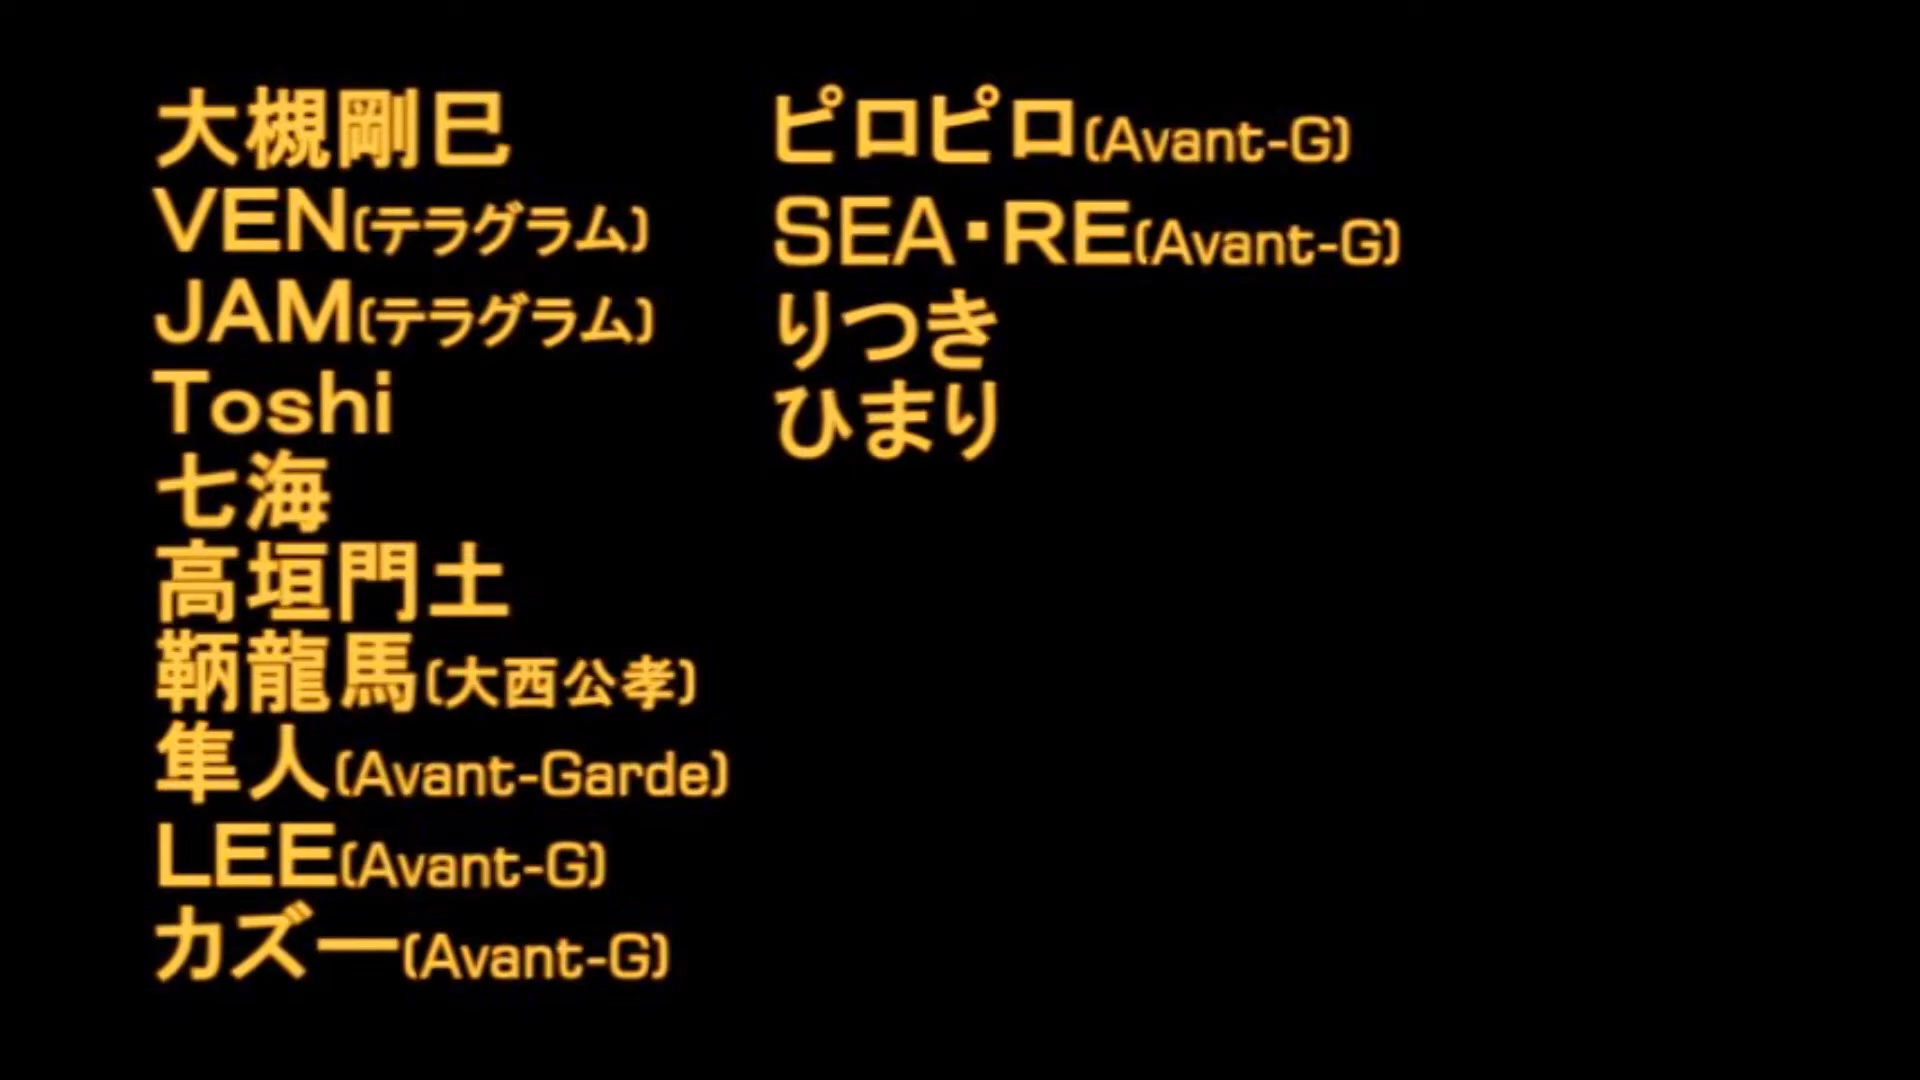 大槻剛巳
VEN(テラグラム)
JAM(テラグラム)
Toshi
七海
高垣門土
鞆龍馬(大西公孝)
隼人(Avant-Garde)
LEE(Avant-G)
カズー(Avant-G)
ピロピロ(Avant-G)
SEA・RE(Avant-G)
りつき
ひまり